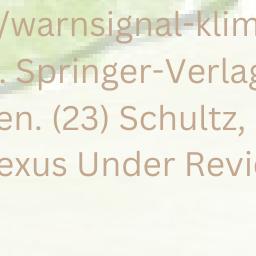 /warnsignal-klim
. Springer-Verlag
en. (23) Schultz,
exus Under Revie